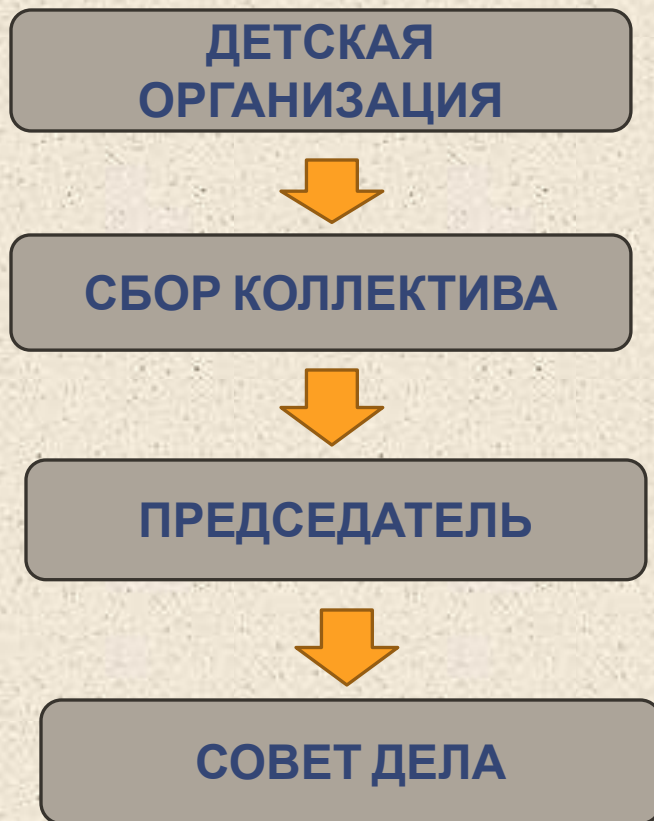 ДЕТСКАЯ
ОРГАНИЗАЦИЯ
СБОР КОЛЛЕКТИВА
ПРЕДСЕДАТЕЛЬ
СОВЕТ ДЕЛА